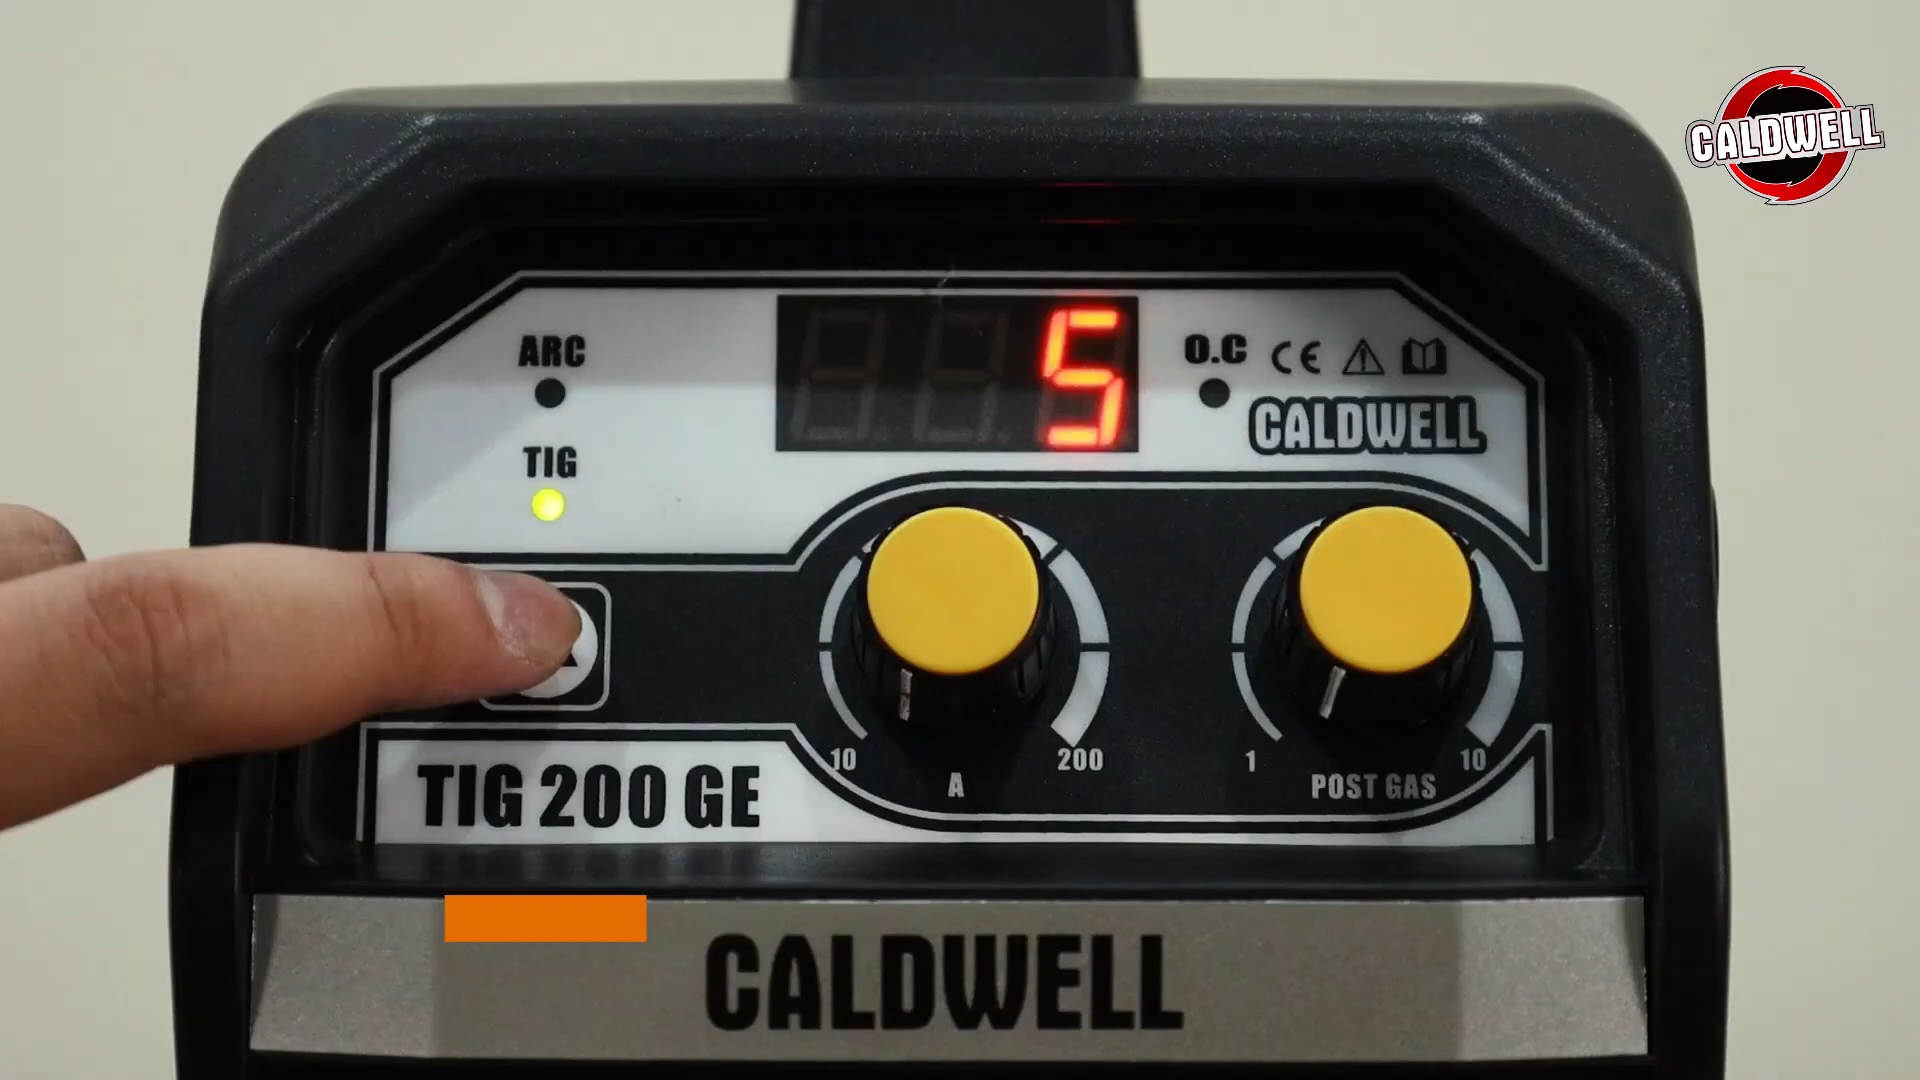 CALDWELL
ARC
5
O.C CE
CALDWELL
TIG
10
200
A
1
10
POST GAS
TIG 200 GE
CALDWELL